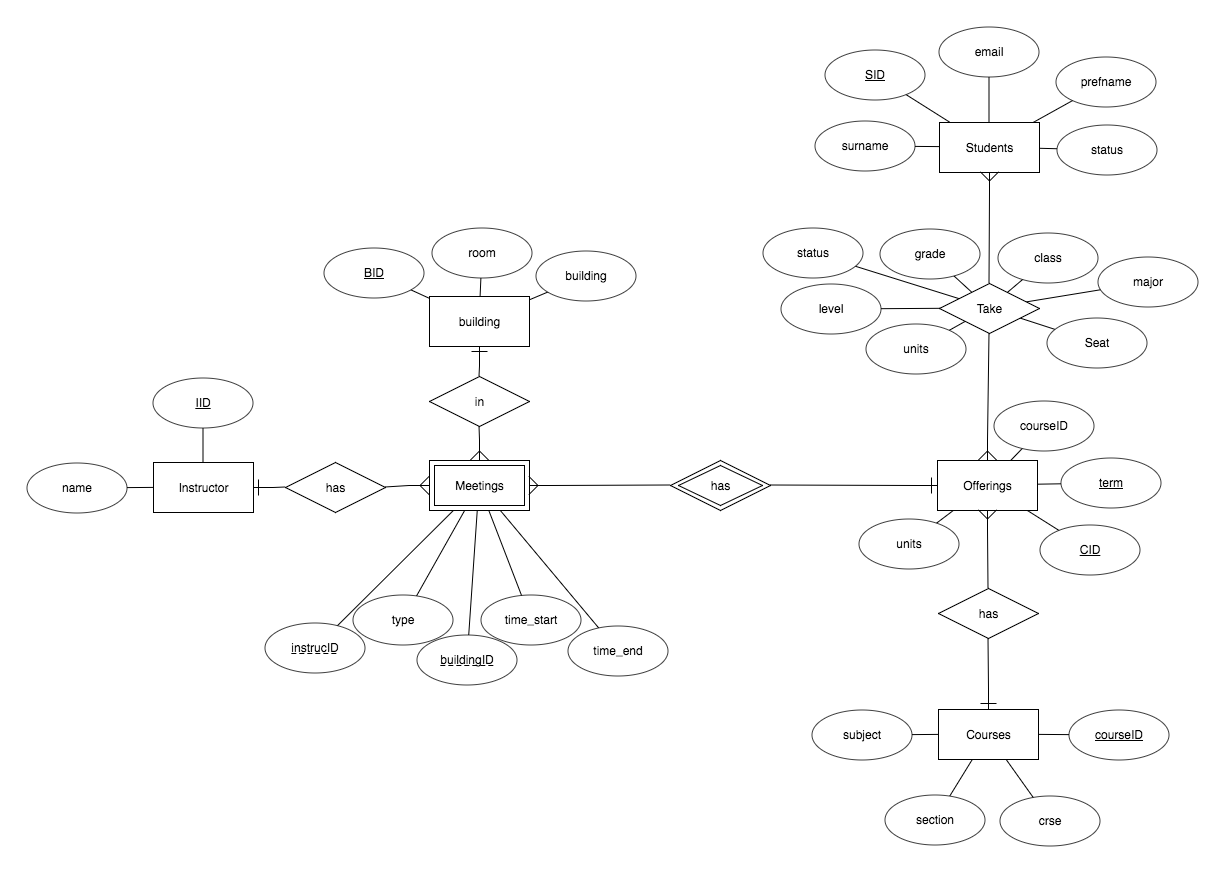 email
SID
prefname
surname
Students
status
status
grade
class
major
level
Take
units
Seat
BID
room
building
building
in
IID
name
Instructor
has
Meetings
has
courseID
Offerings
term
units
CID
instrucID
type
buildingID
time_start
time_end
has
subject
Courses
courseID
section
crse